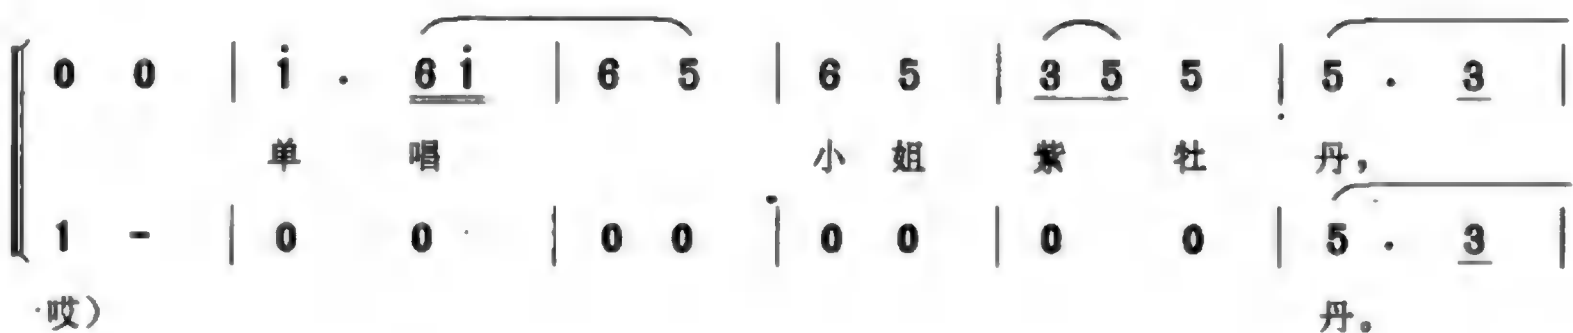 0 0 | i · 6 i | 6 5 | 6 5 | 3 5 5 | 5 · 3 |
单 唱 小 姐 紫 牡 丹，
1 - | 0 0 | 0 0 | 0 0 | 0 0 | 5 · 3 |
哎） 丹。